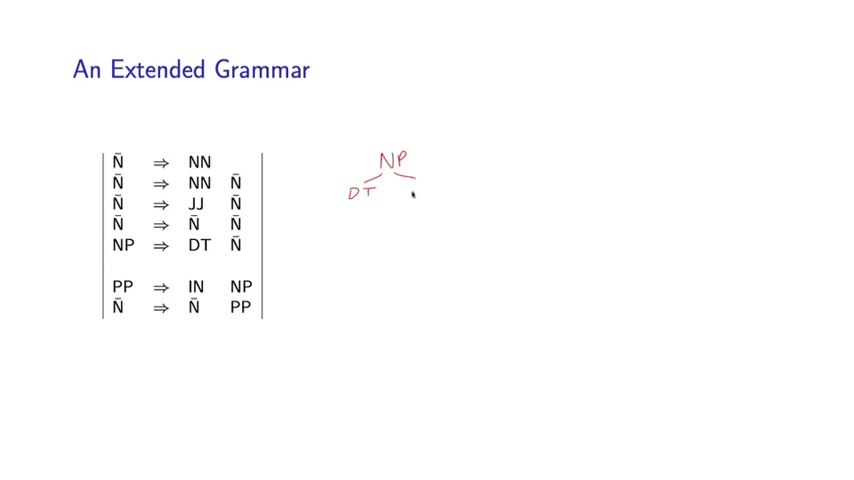 An Extended Grammar
N̄ ⇒ NN
N̄ ⇒ NN N̄
N̄ ⇒ JJ N̄
N̄ ⇒ N̄ N̄
NP ⇒ DT N̄
PP ⇒ IN NP
N̄ ⇒ N̄ PP
NP
DT